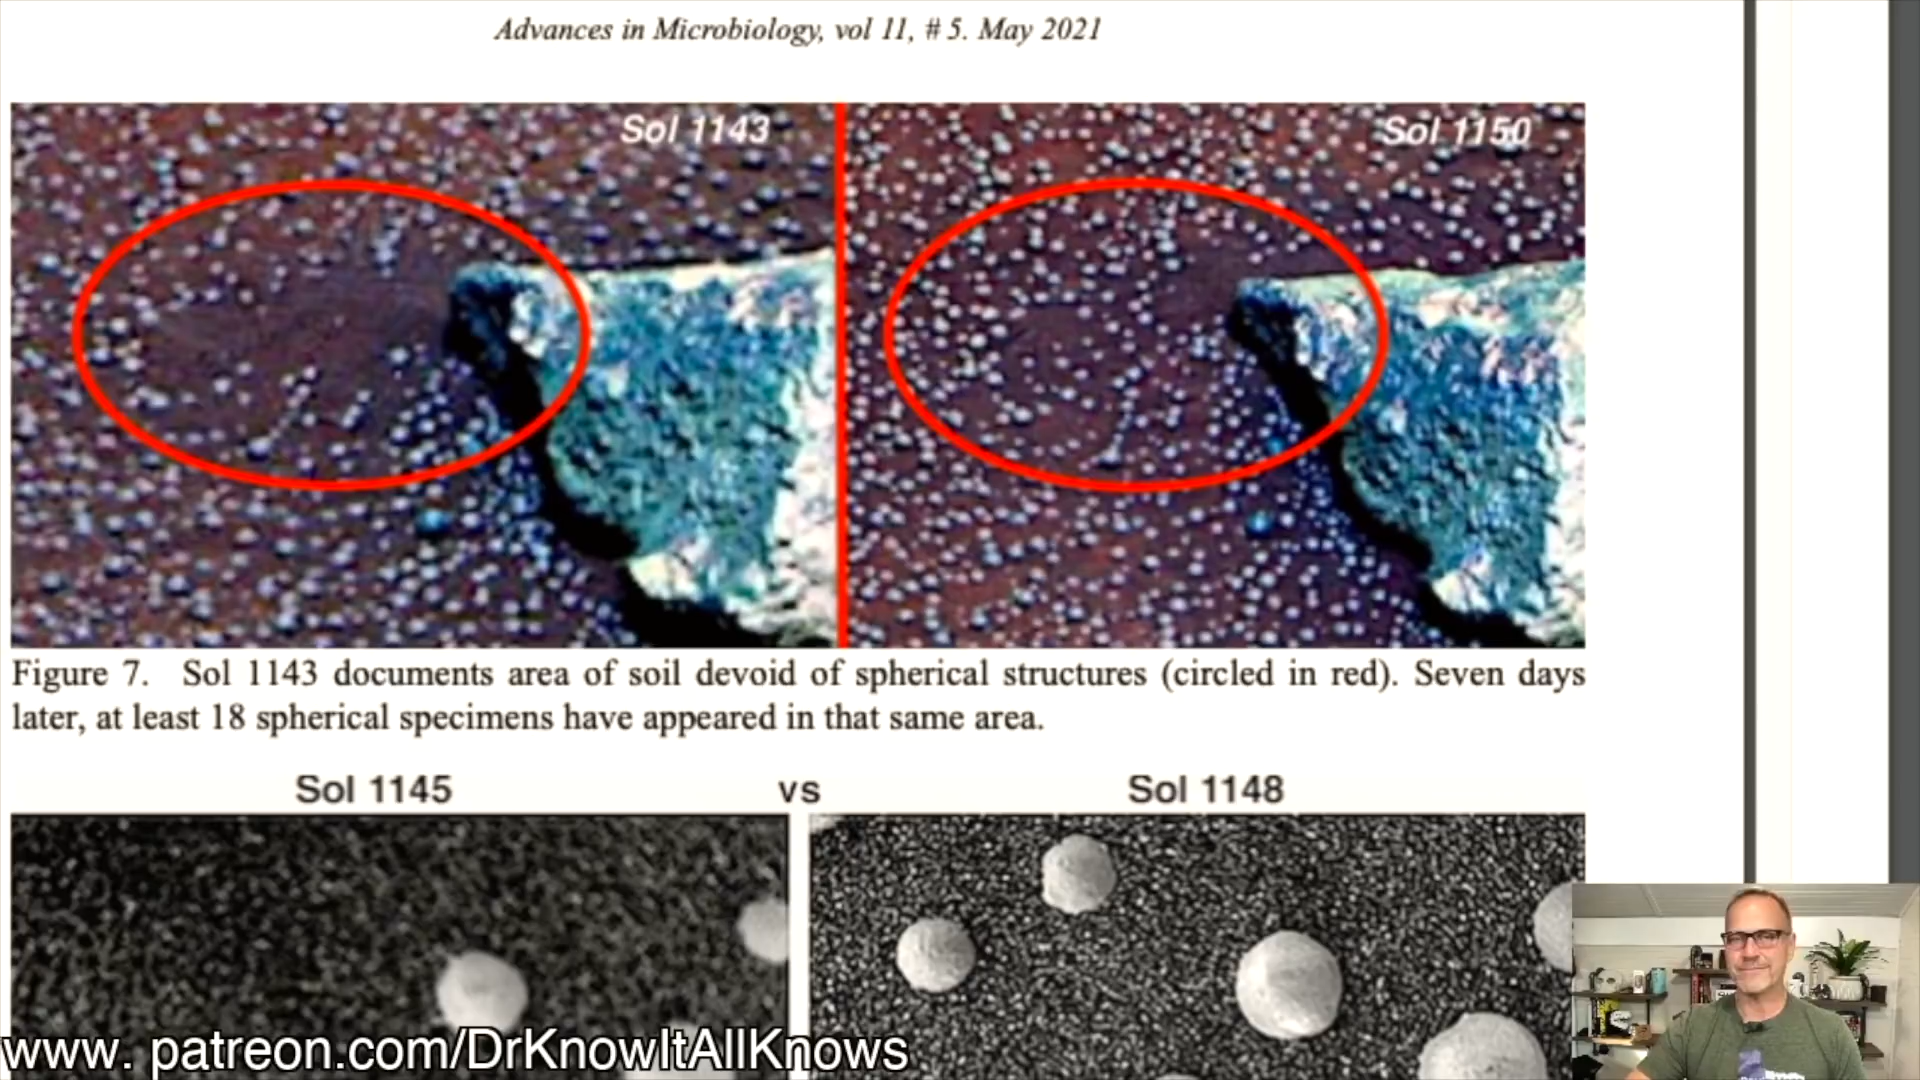 Advances in Microbiology, vol 11, # 5. May 2021
Sol 1143
Sol 1150
Figure 7. Sol 1143 documents area of soil devoid of spherical structures (circled in red). Seven days
later, at least 18 spherical specimens have appeared in that same area.
Sol 1145 vs Sol 1148
www. patreon.com/DrKnowItAllKnows